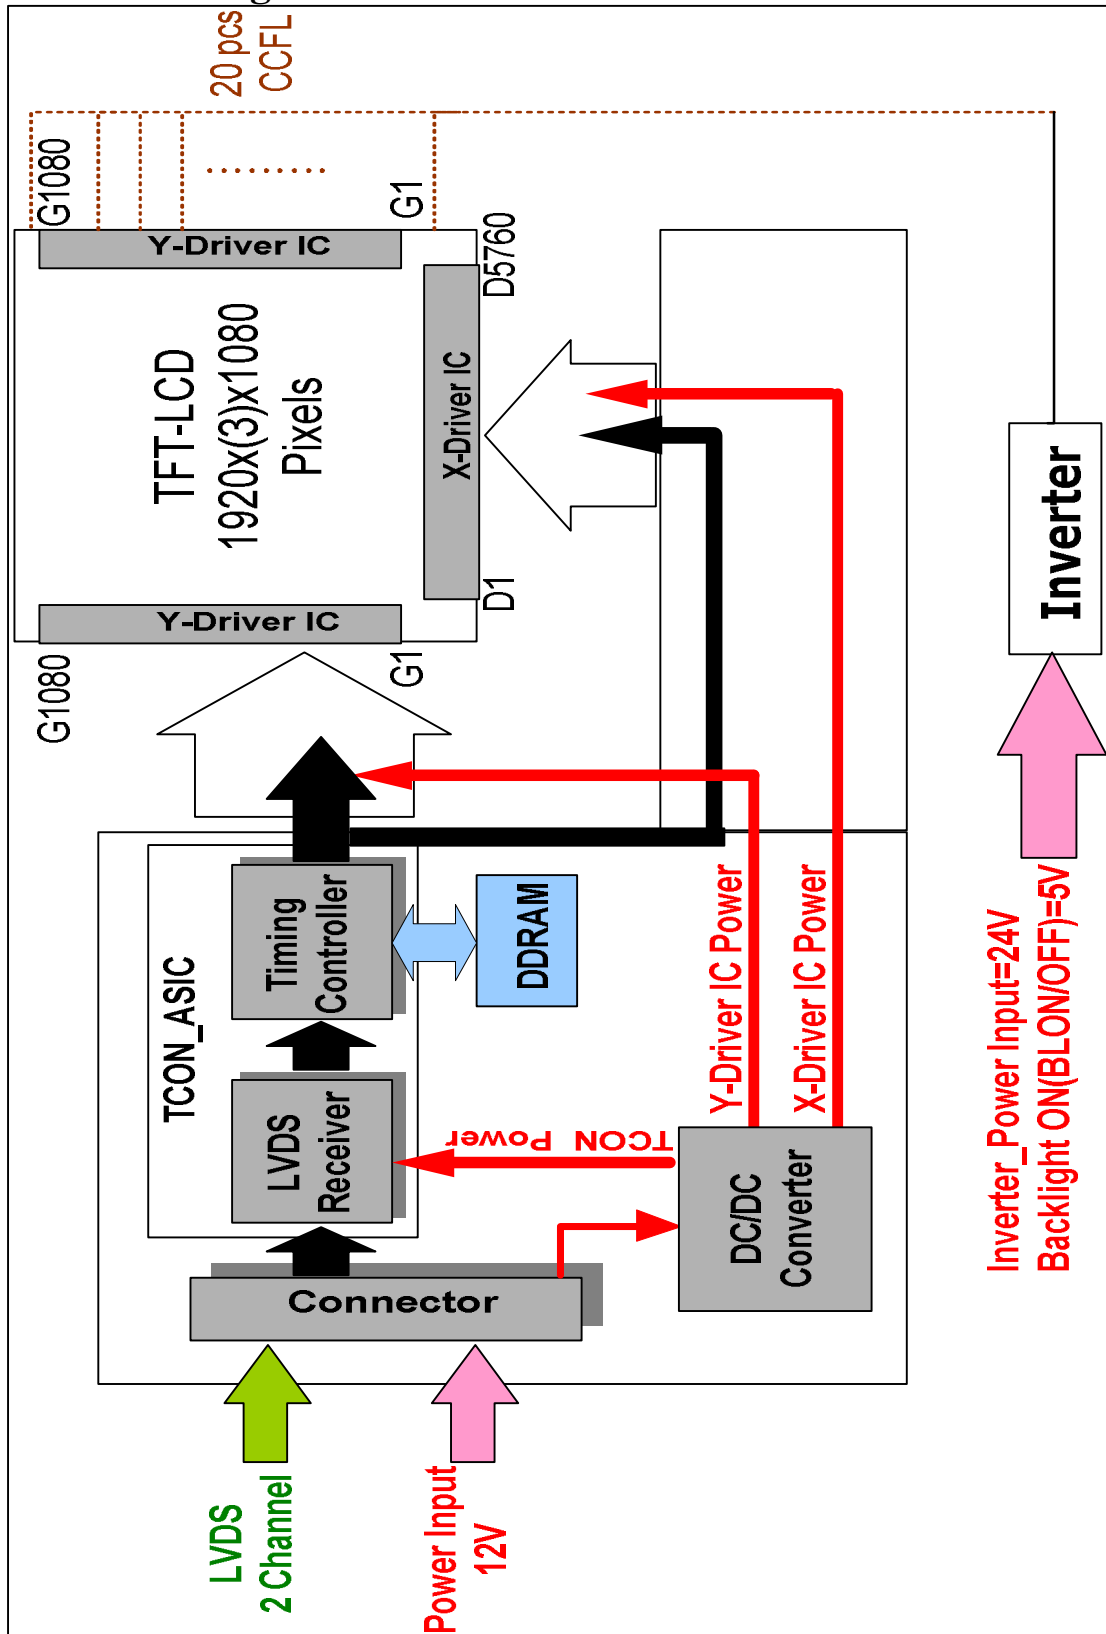 20 pcs
CCFL
G1080
Y-Driver IC
G1
TFT-LCD
1920x(3)x1080
Pixels
X-Driver IC
D5760
D1
Y-Driver IC
G1080
G1
TCON_ASIC
Timing
Controller
DDRAM
LVDS
Receiver
TCON Power
Y-Driver IC Power
X-Driver IC Power
DC/DC
Converter
Connector
LVDS
2 Channel
Power Input
12V
Inverter
Inverter_Power Input=24V
Backlight ON(BLON/OFF)=5V